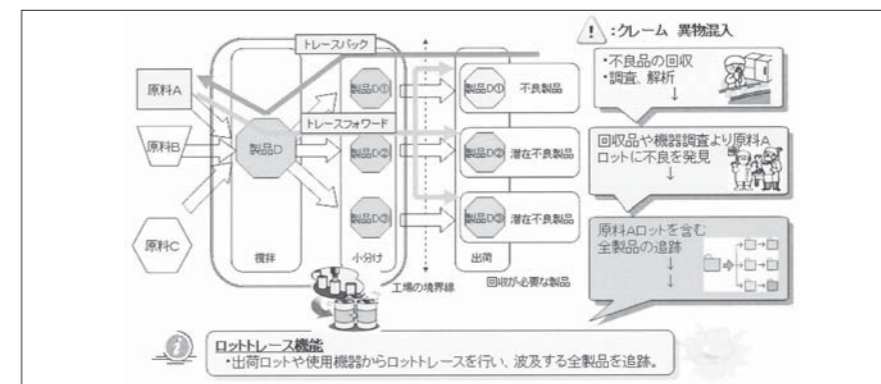 トレースバック
原料A
原料B
原料C
製品D
トレースフォワード
製品D①
製品D②
製品D③
攪拌
小分け
工場の境界線
製品D① 不良製品
製品D② 潜在不良製品
製品D③ 潜在不良製品
出荷
回収が必要な製品
! :クレーム 異物混入
・不良品の回収
・調査、解析
↓
回収品や機器調査より原料A
ロットに不良を発見
↓
原料Aロットを含む
全製品の追跡
↓
↓
ロットトレース機能
・出荷ロットや使用機器からロットトレースを行い、波及する全製品を追跡。